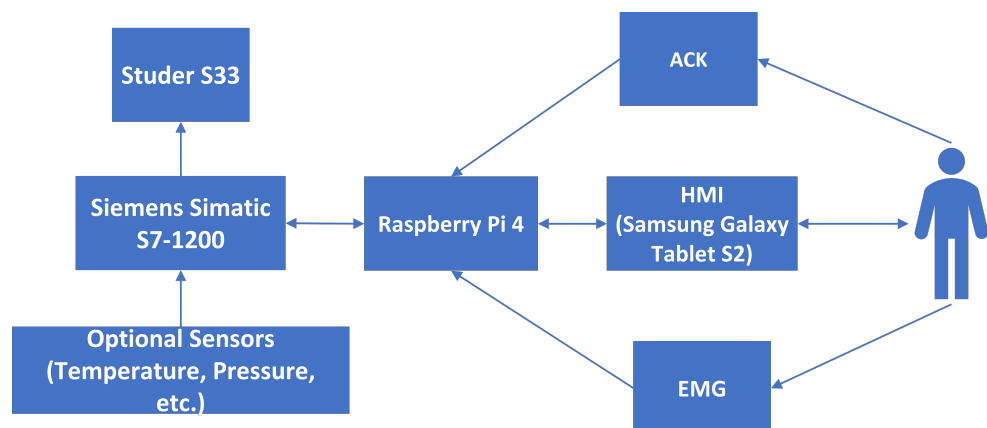 Studer S33
ACK
Siemens Simatic
S7-1200
Raspberry Pi 4
HMI
(Samsung Galaxy
Tablet S2)
Optional Sensors
(Temperature, Pressure,
etc.)
EMG